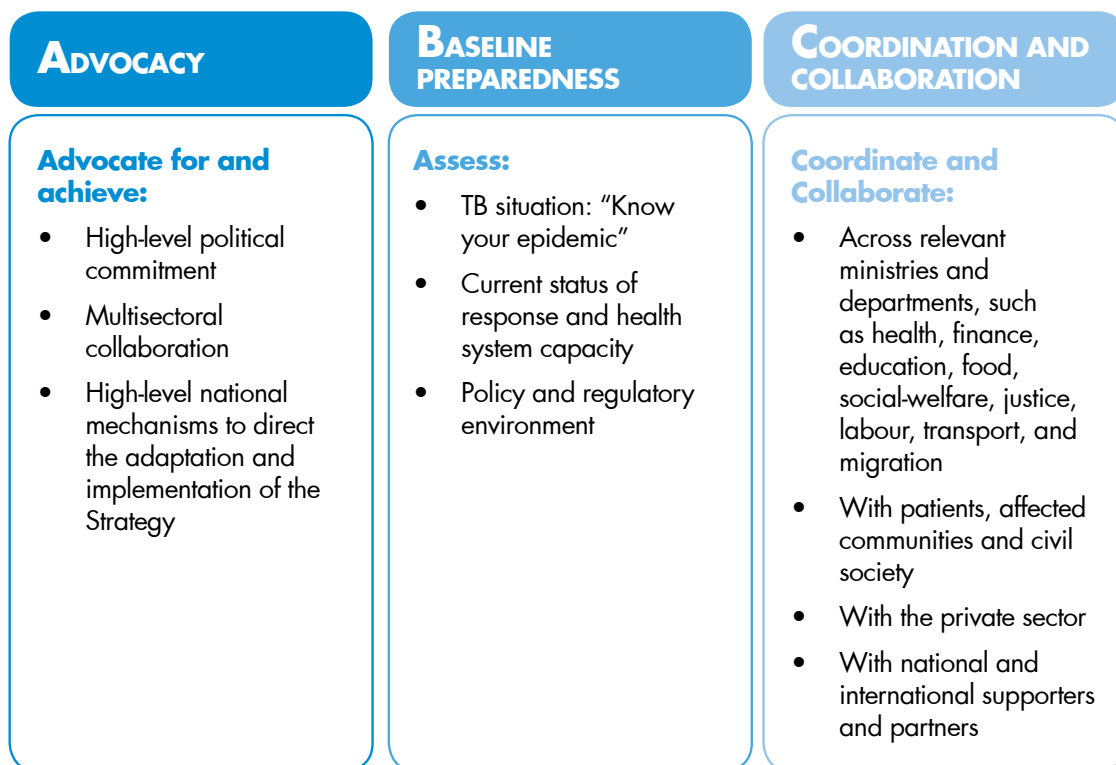 ADVOCACY
Advocate for and
achieve:
• High-level political
commitment
• Multisectoral
collaboration
• High-level national
mechanisms to direct
the adaptation and
implementation of the
Strategy
BASELINE
PREPAREDNESS
Assess:
• TB situation: “Know
your epidemic”
• Current status of
response and health
system capacity
• Policy and regulatory
environment
COORDINATION AND
COLLABORATION
Coordinate and
Collaborate:
• Across relevant
ministries and
departments, such
as health, finance,
education, food,
social-welfare, justice,
labour, transport, and
migration
• With patients, affected
communities and civil
society
• With the private sector
• With national and
international supporters
and partners